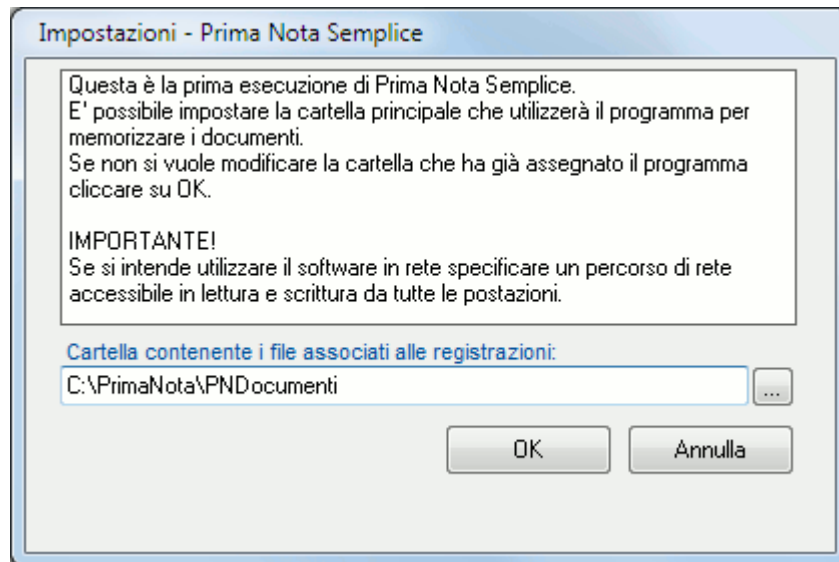 Impostazioni - Prima Nota Semplice
Questa è la prima esecuzione di Prima Nota Semplice.
E' possibile impostare la cartella principale che utilizzerà il programma per
memorizzare i documenti.
Se non si vuole modificare la cartella che ha già assegnato il programma
cliccare su OK.
IMPORTANTE!
Se si intende utilizzare il software in rete specificare un percorso di rete
accessibile in lettura e scrittura da tutte le postazioni.
Cartella contenente i file associati alle registrazioni:
C:\PrimaNota\PNDocumenti
...
OK
Annulla